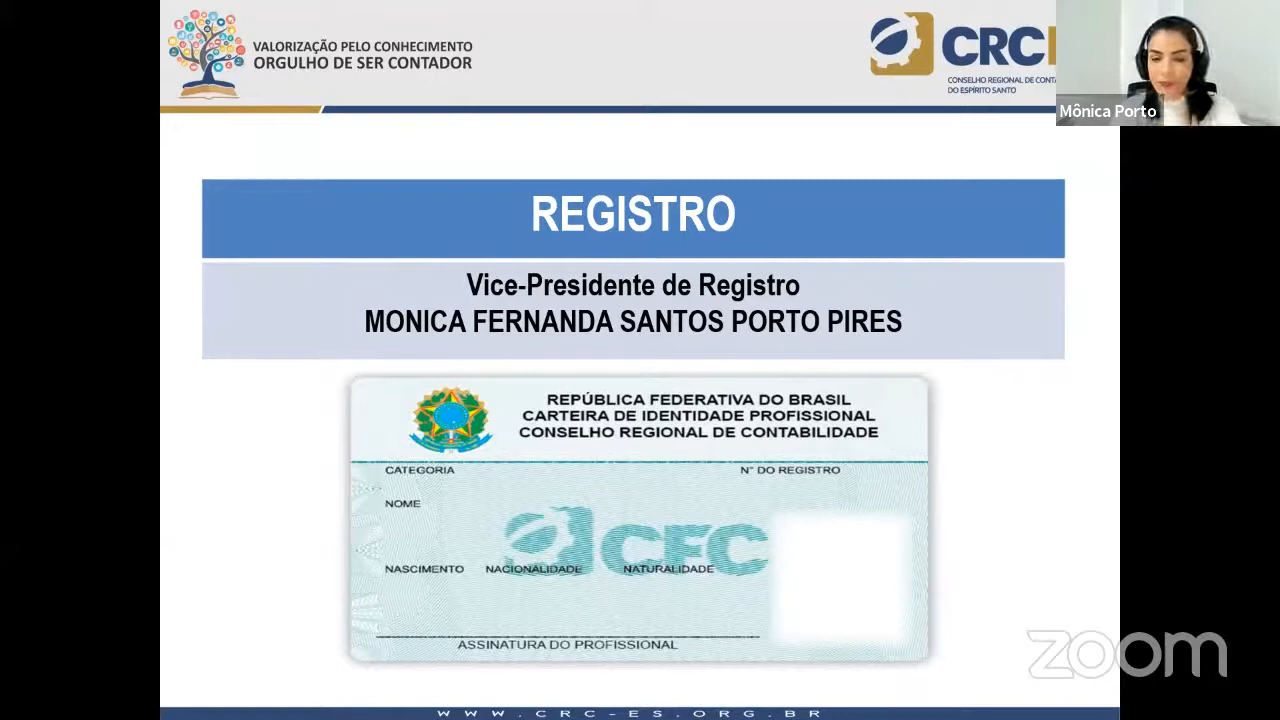 VALORIZAÇÃO PELO CONHECIMENTO
ORGULHO DE SER CONTADOR
CRC
CONSELHO REGIONAL DE
DO ESPÍRITO SANTO
Mônica Porto
REGISTRO
Vice-Presidente de Registro
MONICA FERNANDA SANTOS PORTO PIRES
REPÚBLICA FEDERATIVA DO BRASIL
CARTEIRA DE IDENTIDADE PROFISSIONAL
CONSELHO REGIONAL DE CONTABILIDADE
CATEGORIA N° DO REGISTRO
NOME
CFC
NASCIMENTO NACIONALIDADE NATURALIDADE
ASSINATURA DO PROFISSIONAL
zoom
WWW.CRC-ES.ORG.BR